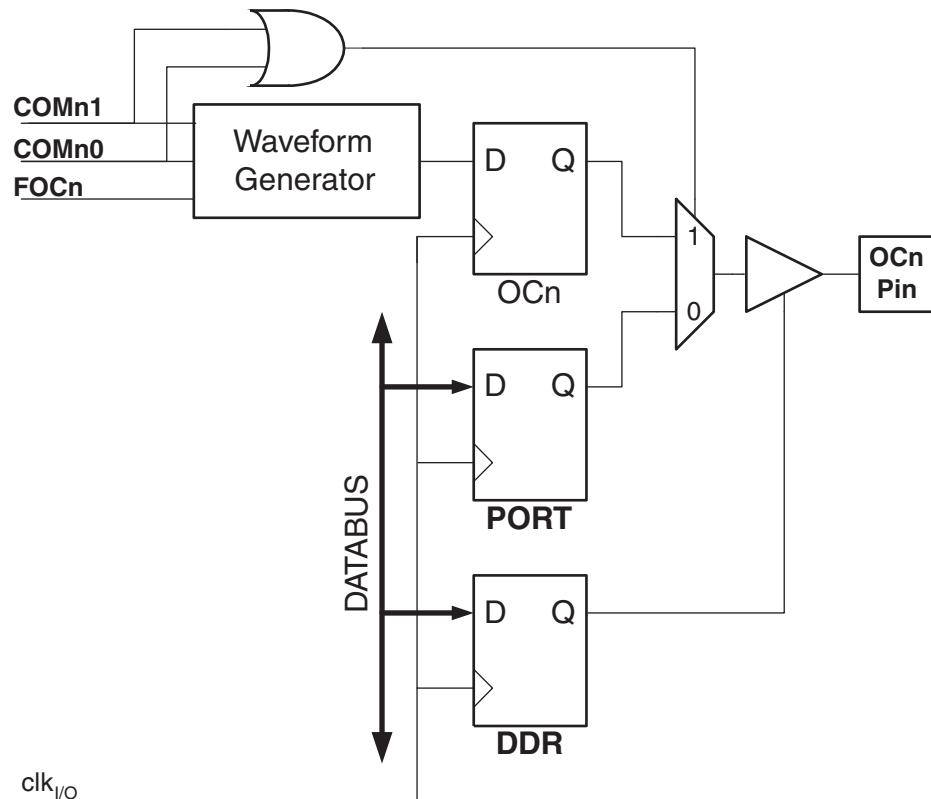 COMn1
COMn0
FOCn
Waveform
Generator
D Q
OCn
1
0
OCn
Pin
D Q
PORT
DATABUS
D Q
DDR
clkI/O